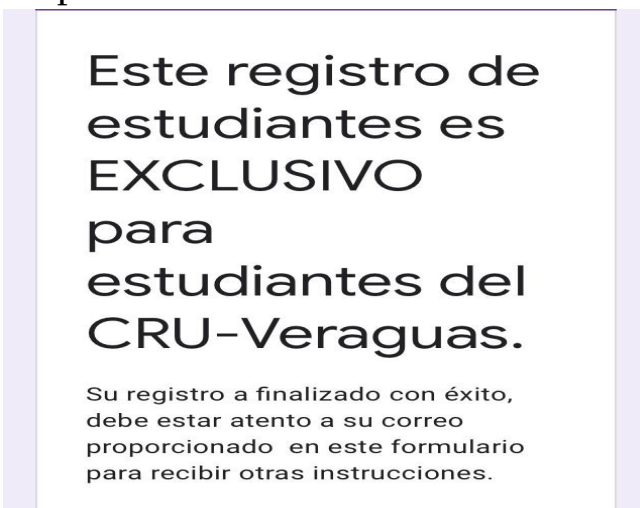 Este registro de
estudiantes es
EXCLUSIVO
para
estudiantes del
CRU-Veraguas.
Su registro a finalizado con éxito,
debe estar atento a su correo
proporcionado en este formulario
para recibir otras instrucciones.